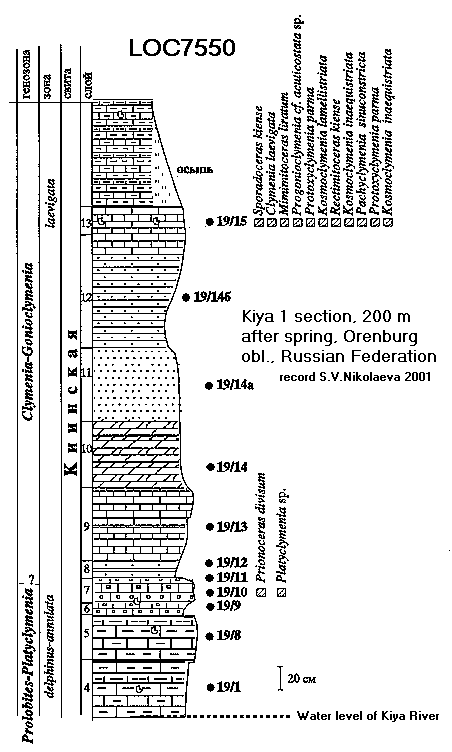 LOC7550
генозона
зона
свита
слой
Clymenia-Gonioclymenia
laevigata
Киинская
?
Prolobites-Platyclymenia
delphinus-annulata
осыпь
13
12
11
10
9
8
7
6
5
4
19/15
19/14б
19/14а
19/14
19/13
19/12
19/11
19/10
19/9
19/8
19/1
Sporadoceras kiense
Clymenia laevigata
Mimimitoceras liratum
Progonioclymenia cf. acuticostata sp.
Protoxyclymenia parma
Kosmoclymenia lamellistriata
Rectimitoceras kiense
Kosmoclymenia inaequistriata
Pachyclymenia sinuconstricta
Protoxyclymenia parma
Kosmoclymenia inaequistriata
Kiya 1 section, 200 m
after spring, Orenburg
obl., Russian Federation
record S.V.Nikolaeva 2001
Prionoceras divisum
Platyclymenia sp.
20 см
Water level of Kiya River